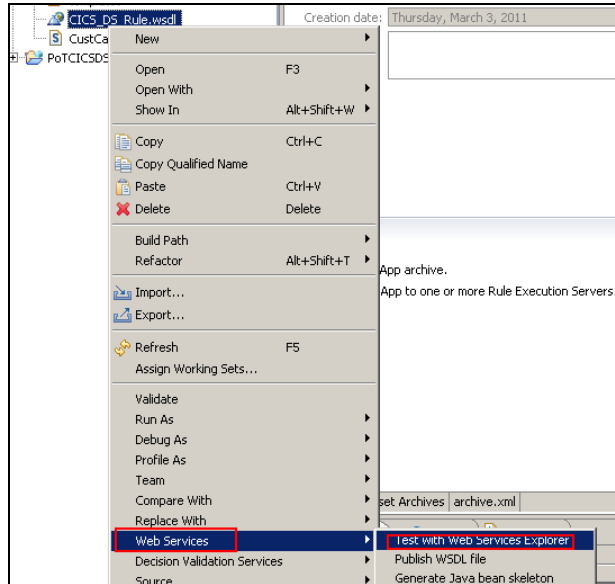 CICS_DS_Rule.wsdl
Creation date: Thursday, March 3, 2011
CustCa
PoTCICSDS
New
Open F3
Open With
Show In Alt+Shift+W
Copy Ctrl+C
Copy Qualified Name
Paste Ctrl+V
Delete Delete
Build Path
Refactor Alt+Shift+T
App archive.
Import...
App to one or more Rule Execution Servers
Export...
Refresh F5
Assign Working Sets...
Validate
Run As
Debug As
Profile As
Team
Compare With
set Archives archive.xml
Replace With
Web Services
Test with Web Services Explorer
Decision Validation Services
Publish WSDL file
Source
Generate Java bean skeleton